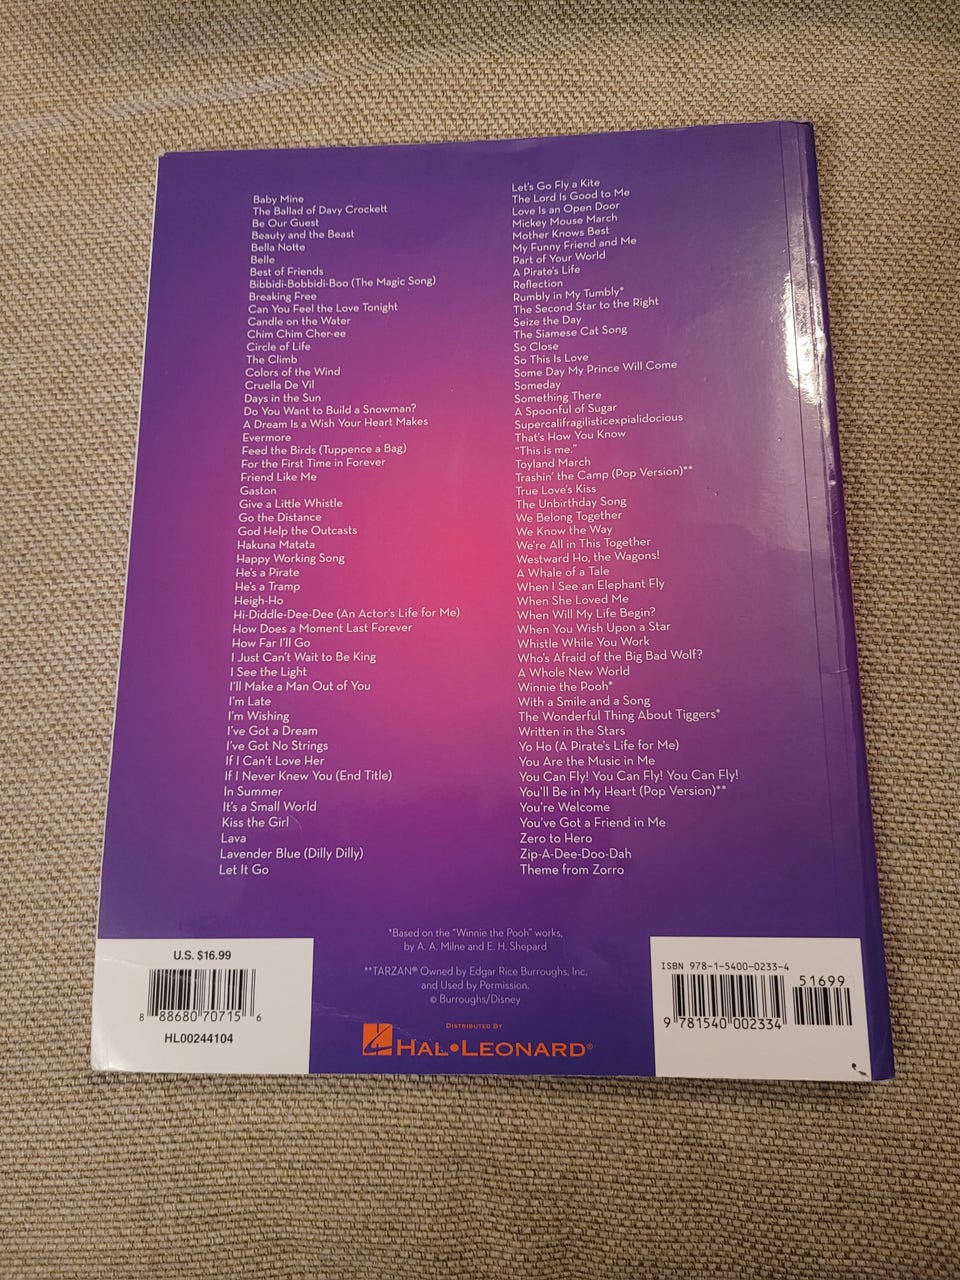 Baby Mine
The Ballad of Davy Crockett
Be Our Guest
Beauty and the Beast
Bella Notte
Belle
Best of Friends
Bibbidi-Bobbidi-Boo (The Magic Song)
Breaking Free
Can You Feel the Love Tonight
Candle on the Water
Chim Chim Cher-ee
Circle of Life
The Climb
Colors of the Wind
Cruella De Vil
Days in the Sun
Do You Want to Build a Snowman?
A Dream Is a Wish Your Heart Makes
Evermore
Feed the Birds (Tuppence a Bag)
For the First Time in Forever
Friend Like Me
Gaston
Give a Little Whistle
Go the Distance
God Help the Outcasts
Hakuna Matata
Happy Working Song
He's a Pirate
He's a Tramp
Heigh-Ho
Hi-Diddle-Dee-Dee (An Actor's Life for Me)
How Does a Moment Last Forever
How Far I'll Go
I Just Can't Wait to Be King
I See the Light
I'll Make a Man Out of You
I'm Late
I'm Wishing
I've Got a Dream
I've Got No Strings
If I Can't Love Her
If I Never Knew You (End Title)
In Summer
It's a Small World
Kiss the Girl
Lava
Lavender Blue (Dilly Dilly)
Let It Go
Let's Go Fly a Kite
The Lord Is Good to Me
Love Is an Open Door
Mickey Mouse March
Mother Knows Best
My Funny Friend and Me
Part of Your World
A Pirate's Life
Reflection
Rumbly in My Tumbly*
The Second Star to the Right
Seize the Day
The Siamese Cat Song
So Close
So This Is Love
Some Day My Prince Will Come
Someday
Something There
A Spoonful of Sugar
Supercalifragilisticexpialidocious
That's How You Know
"This is me."
Toyland March
Trashin' the Camp (Pop Version)**
True Love's Kiss
The Unbirthday Song
We Belong Together
We Know the Way
We're All in This Together
Westward Ho, the Wagons!
A Whale of a Tale
When I See an Elephant Fly
When She Loved Me
When Will My Life Begin?
When You Wish Upon a Star
Whistle While You Work
Who's Afraid of the Big Bad Wolf?
A Whole New World
Winnie the Pooh*
With a Smile and a Song
The Wonderful Thing About Tiggers*
Written in the Stars
Yo Ho (A Pirate's Life for Me)
You Are the Music in Me
You Can Fly! You Can Fly! You Can Fly!
You'll Be in My Heart (Pop Version)**
You're Welcome
You've Got a Friend in Me
Zero to Hero
Zip-A-Dee-Doo-Dah
Theme from Zorro
*Based on the "Winnie the Pooh" works,
by A. A. Milne and E. H. Shepard
**TARZAN® Owned by Edgar Rice Burroughs, Inc.
and Used by Permission.
© Burroughs/Disney
DISTRIBUTED BY
HAL•LEONARD®
U.S. $16.99
8 88680 70715 6
HL00244104
ISBN 978-1-5400-0233-4
51699
9 781540 002334